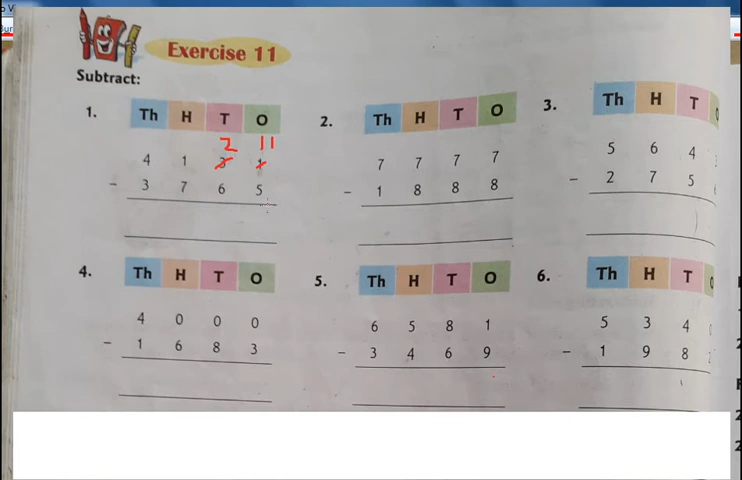 Exercise 11
Subtract:
1. Th H T O
2 11
4 1 3 1
- 3 7 6 5
2. Th H T O
7 7 7 7
- 1 8 8 8
3. Th H T
5 6 4
- 2 7 5
4. Th H T O
4 0 0 0
- 1 6 8 3
5. Th H T O
6 5 8 1
- 3 4 6 9
6. Th H T
5 3 4
- 1 9 8